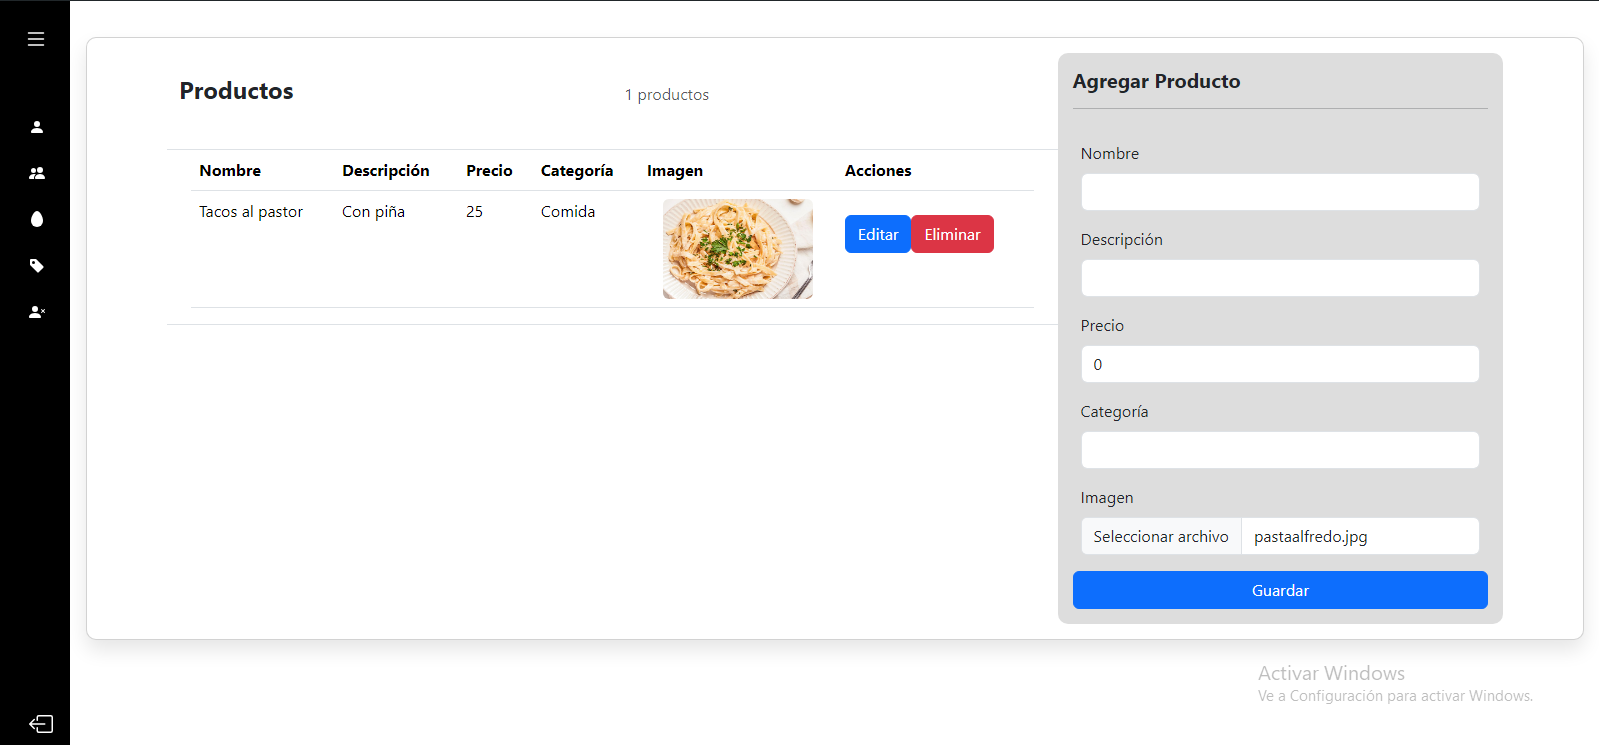 Productos
1 productos
Nombre Descripción Precio Categoría Imagen Acciones
Tacos al pastor Con piña 25 Comida Editar Eliminar
Agregar Producto
Nombre
Descripción
Precio
0
Categoría
Imagen
Seleccionar archivo pastaalfredo.jpg
Guardar
Activar Windows
Ve a Configuración para activar Windows.